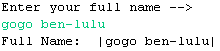 Enter your full name -->
gogo ben-lulu
Full Name:  |gogo ben-lulu|